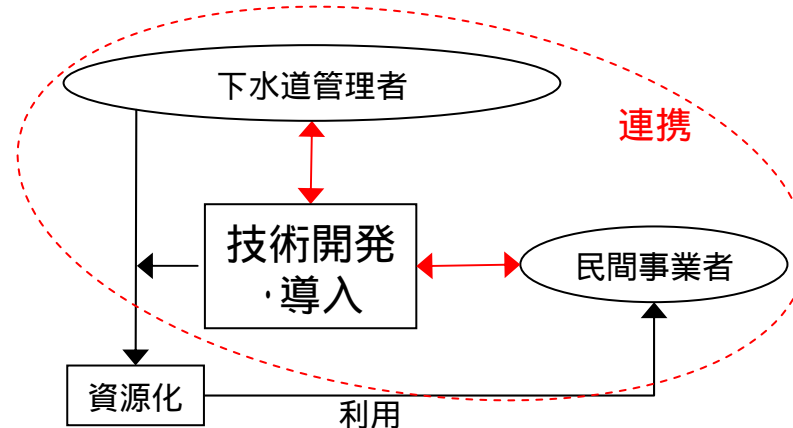 下水道管理者
連携
技術開発
・導入
民間事業者
資源化
利用